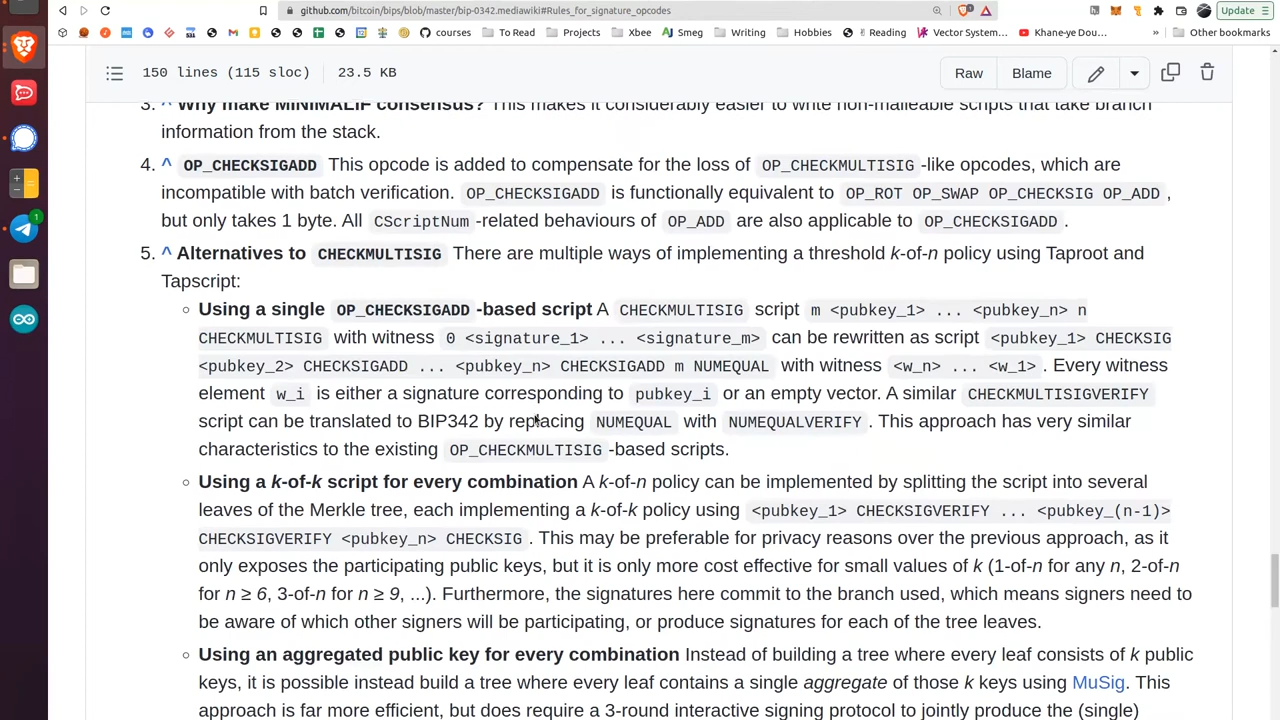 github.com/bitcoin/bips/blob/master/bip-0342.mediawiki#Rules_for_signature_opcodes
1
Update
courses To Read Projects Xbee Smeg Writing Hobbies Reading Vector System... Khane-ye Dou... » Other bookmarks
150 lines (115 sloc) 23.5 KB Raw Blame
3. ^ Why make MINIMALIF consensus? This makes it considerably easier to write non-malleable scripts that take branch
information from the stack.
4. ^ OP_CHECKSIGADD This opcode is added to compensate for the loss of OP_CHECKMULTISIG -like opcodes, which are
incompatible with batch verification. OP_CHECKSIGADD is functionally equivalent to OP_ROT OP_SWAP OP_CHECKSIG OP_ADD ,
but only takes 1 byte. All CScriptNum -related behaviours of OP_ADD are also applicable to OP_CHECKSIGADD .
5. ^ Alternatives to CHECKMULTISIG There are multiple ways of implementing a threshold k-of-n policy using Taproot and
Tapscript:
Using a single OP_CHECKSIGADD -based script A CHECKMULTISIG script m <pubkey_1> ... <pubkey_n> n
CHECKMULTISIG with witness 0 <signature_1> ... <signature_m> can be rewritten as script <pubkey_1> CHECKSIG
<pubkey_2> CHECKSIGADD ... <pubkey_n> CHECKSIGADD m NUMEQUAL with witness <w_n> ... <w_1> . Every witness
element w_i is either a signature corresponding to pubkey_i or an empty vector. A similar CHECKMULTISIGVERIFY
script can be translated to BIP342 by replacing NUMEQUAL with NUMEQUALVERIFY . This approach has very similar
characteristics to the existing OP_CHECKMULTISIG -based scripts.
Using a k-of-k script for every combination A k-of-n policy can be implemented by splitting the script into several
leaves of the Merkle tree, each implementing a k-of-k policy using <pubkey_1> CHECKSIGVERIFY ... <pubkey_(n-1)>
CHECKSIGVERIFY <pubkey_n> CHECKSIG . This may be preferable for privacy reasons over the previous approach, as it
only exposes the participating public keys, but it is only more cost effective for small values of k (1-of-n for any n, 2-of-n
for n ≥ 6, 3-of-n for n ≥ 9, ...). Furthermore, the signatures here commit to the branch used, which means signers need to
be aware of which other signers will be participating, or produce signatures for each of the tree leaves.
Using an aggregated public key for every combination Instead of building a tree where every leaf consists of k public
keys, it is possible instead build a tree where every leaf contains a single aggregate of those k keys using MuSig. This
approach is far more efficient, but does require a 3-round interactive signing protocol to jointly produce the (single)